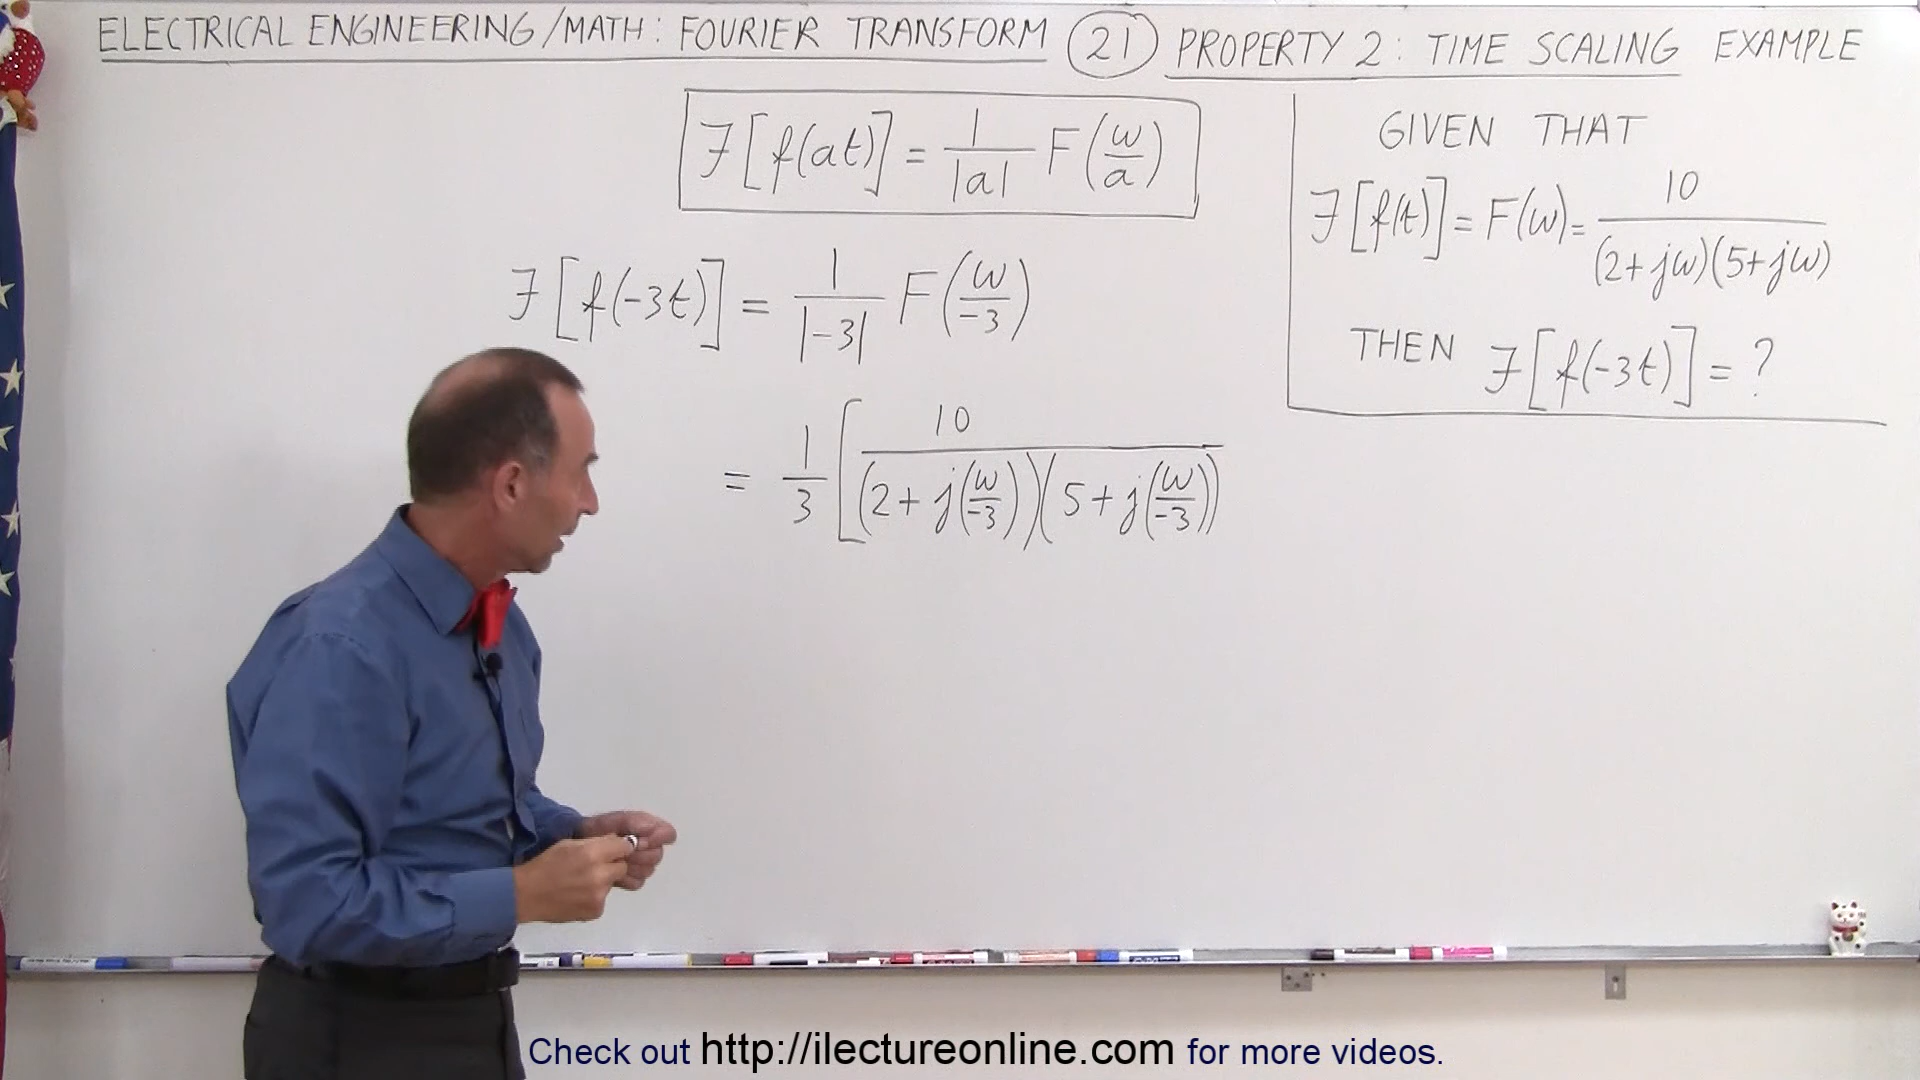 ELECTRICAL ENGINEERING/MATH: FOURIER TRANSFORM 21 PROPERTY 2: TIME SCALING EXAMPLE
ℱ[f(at)] = 1/|a| F(ω/a)
GIVEN THAT
ℱ[f(t)] = F(ω) = 10/((2+jω)(5+jω))
THEN ℱ[f(-3t)] = ?
ℱ[f(-3t)] = 1/|-3| F(ω/-3)
= 1/3 [10/((2+j(ω/-3))(5+j(ω/-3)))
Check out http://ilectureonline.com for more videos.